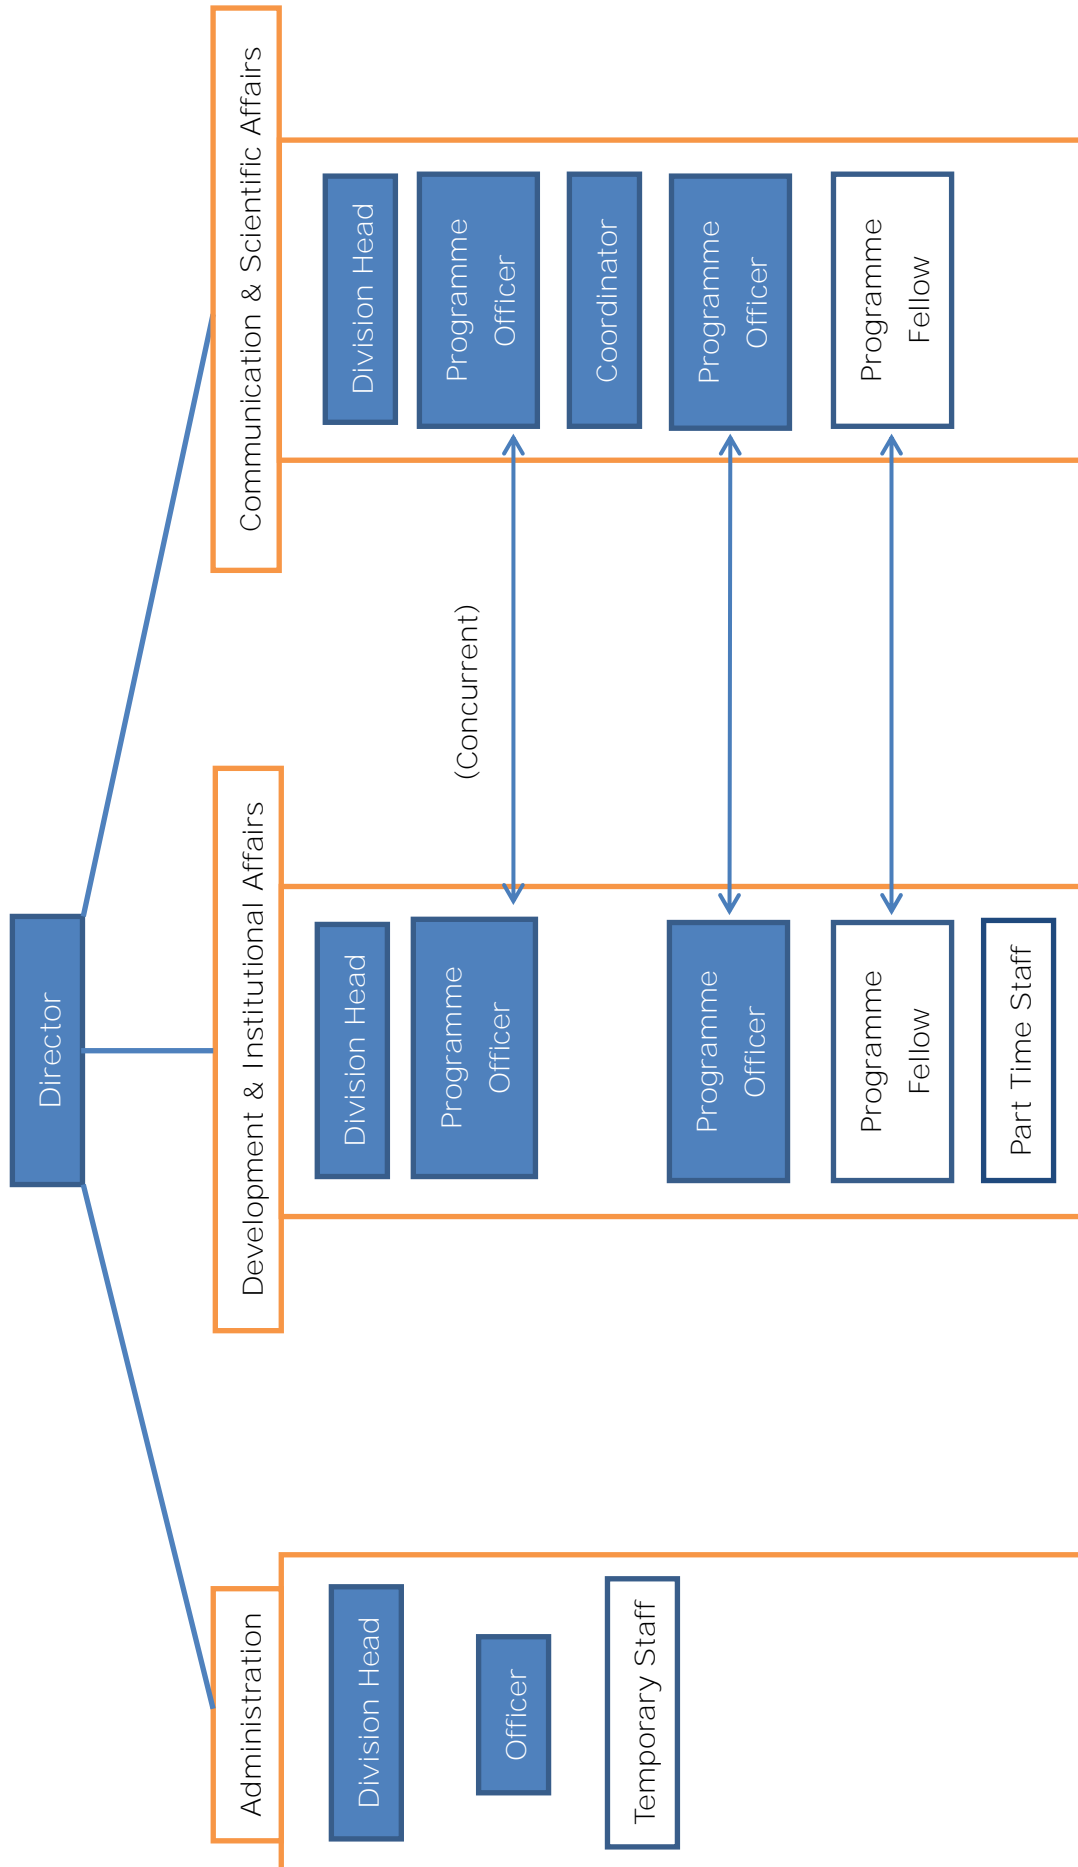 Director
Administration
Development & Institutional Affairs
Communication & Scientific Affairs
Division Head
Officer
Temporary Staff
Division Head
Programme
Officer
Programme
Officer
Programme
Fellow
Part Time Staff
(Concurrent)
Division Head
Programme
Officer
Coordinator
Programme
Officer
Programme
Fellow